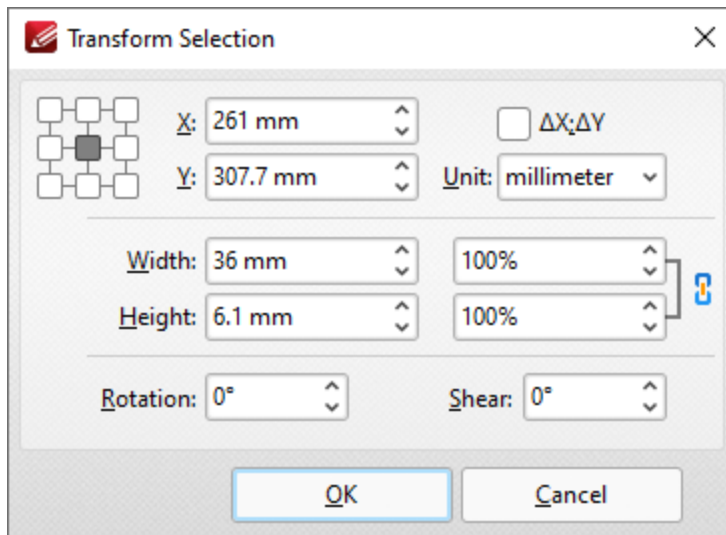 Transform Selection
X: 261 mm ΔX;ΔY
Y: 307.7 mm Unit: millimeter
Width: 36 mm 100%
Height: 6.1 mm 100%
Rotation: 0° Shear: 0°
OK Cancel